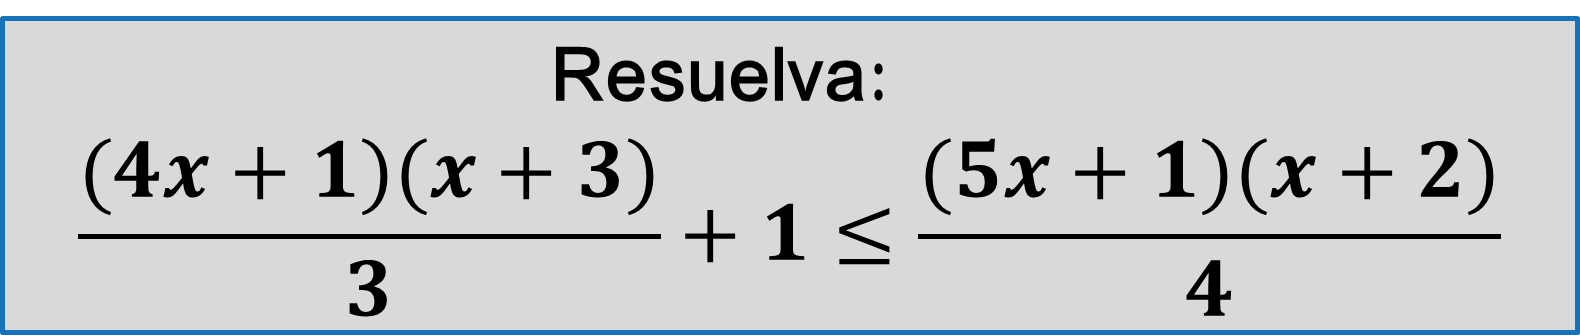 Resuelva:
(4x + 1)(x + 3)/3 + 1 ≤ (5x + 1)(x + 2)/4